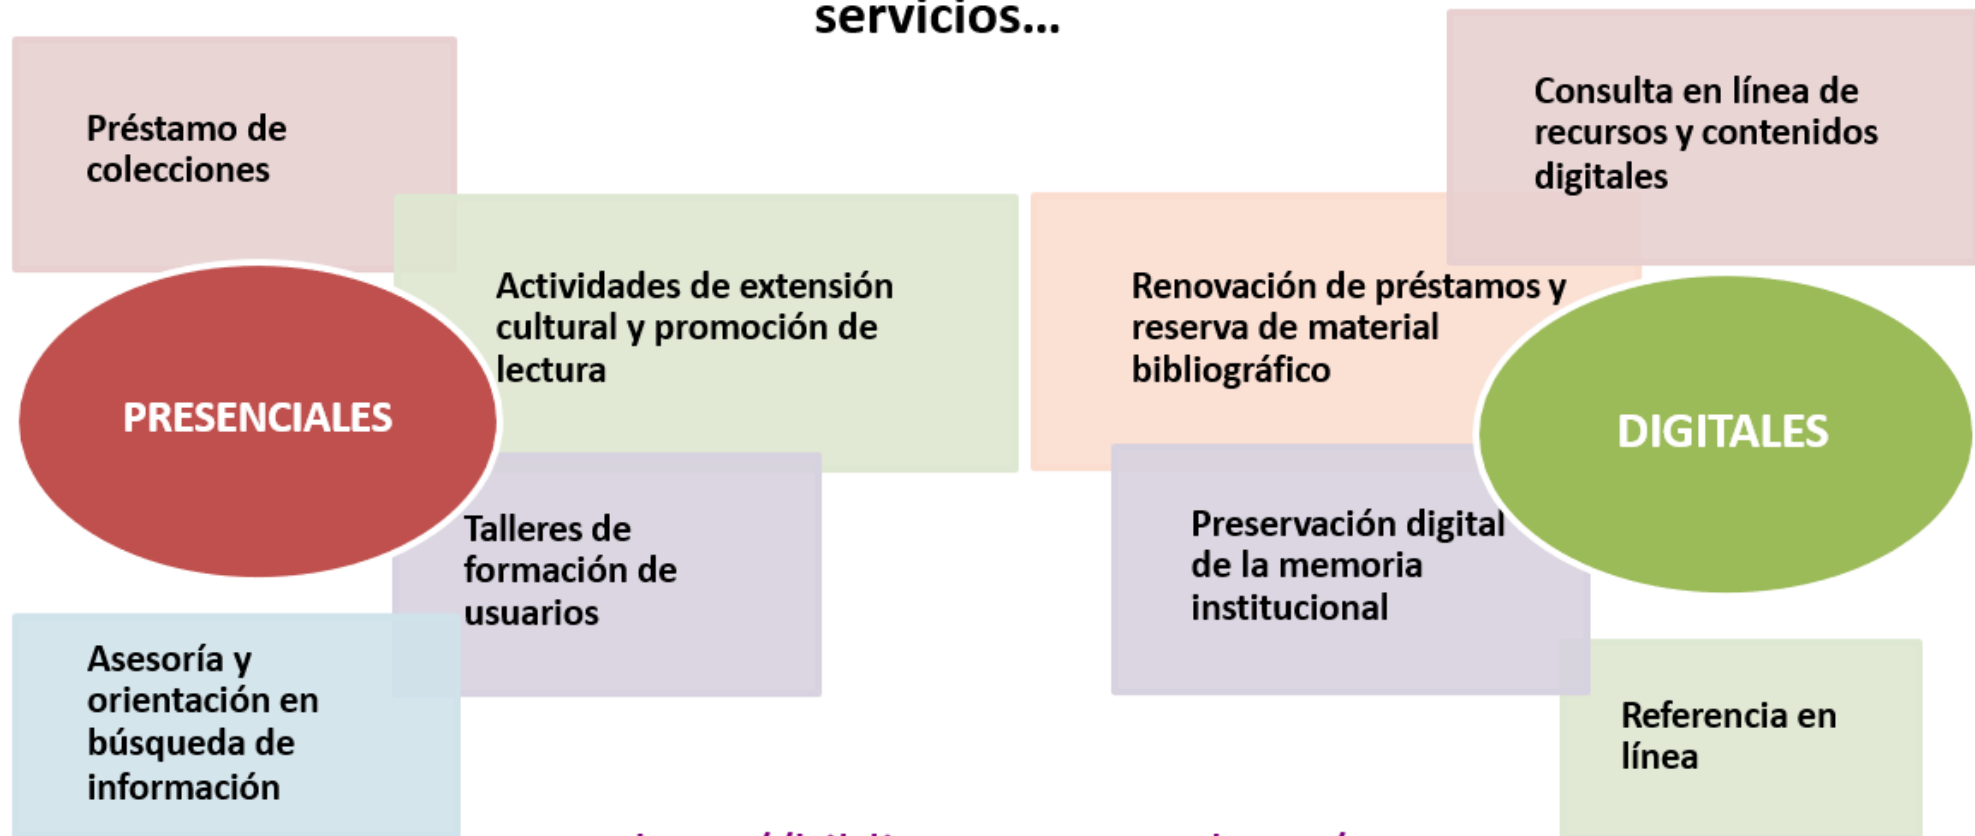 servicios...
Préstamo de
colecciones
Actividades de extensión
cultural y promoción de
lectura
PRESENCIALES
Talleres de
formación de
usuarios
Asesoría y
orientación en
búsqueda de
información
Consulta en línea de
recursos y contenidos
digitales
Renovación de préstamos y
reserva de material
bibliográfico
DIGITALES
Preservación digital
de la memoria
institucional
Referencia en
línea